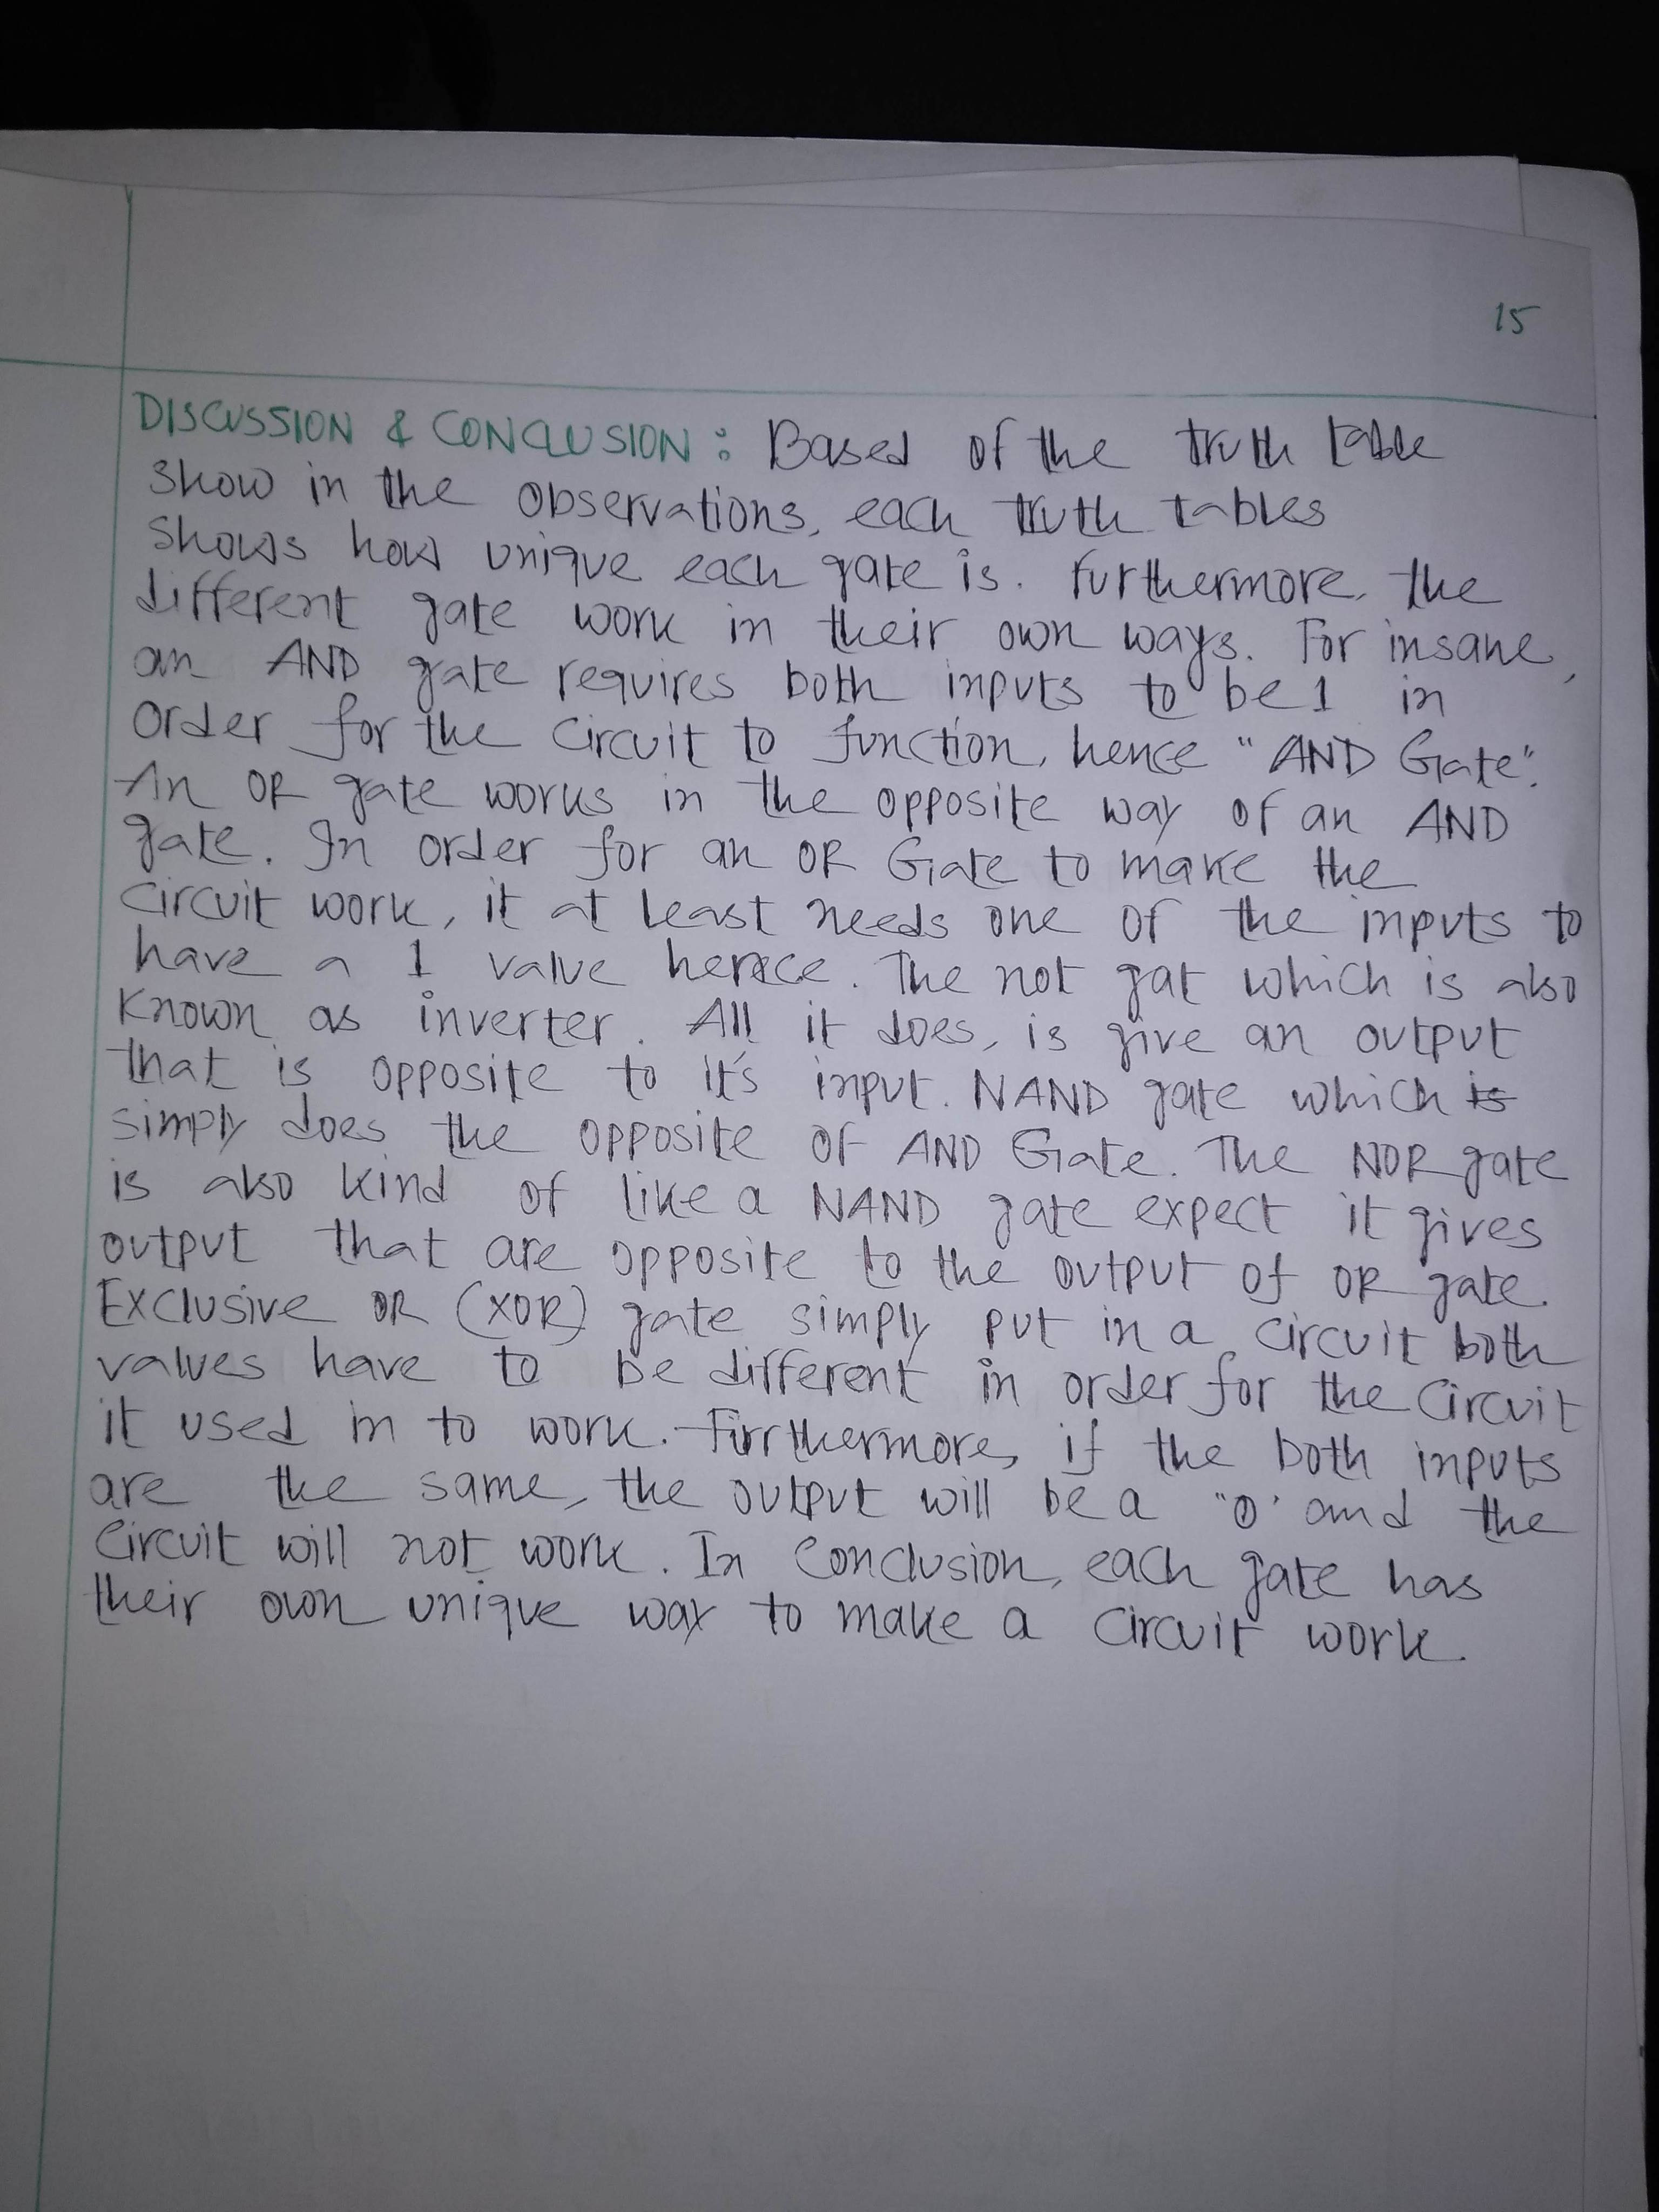 15
DISCUSSION & CONCLUSION : Based of the truth table
show in the observations, each truth tables
shows how unique each gate is. furthermore, the
different gate work in their own ways. For insane,
an AND gate requires both inputs to be 1 in
Order for the Circuit to function, hence "AND Gate".
An OR gate works in the opposite way of an AND
gate. In order for an OR Gate to make the
Circuit work, it at least needs one of the inputs to
have a 1 value hence. The not gat which is also
Known as inverter. All it does, is give an output
that is opposite to it's input. NAND gate which is
simply does the opposite of AND Gate. The NOR gate
is also kind of like a NAND gate expect it gives
output that are opposite to the output of OR gate.
Exclusive OR (XOR) gate simply put in a circuit both
values have to be different in order for the Circuit
it used in to work. Furrthermore, if the both inputs
are the same, the output will be a "0' and the
Circuit will not work. In Conclusion, each gate has
their own unique way to make a Circuit work.